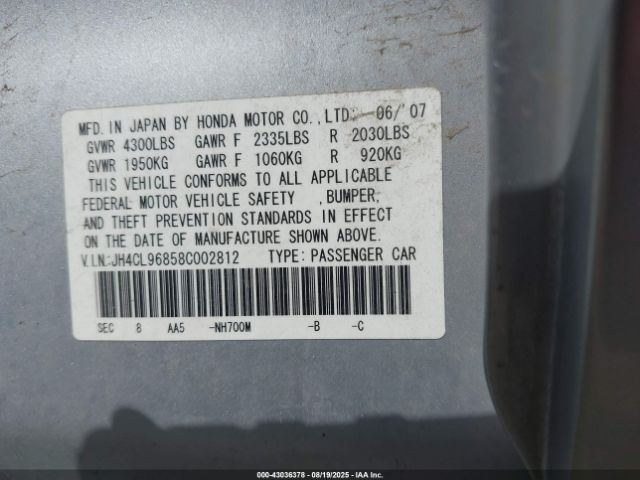 MFD. IN JAPAN BY HONDA MOTOR CO.,LTD. 06/'07
GVWR 4300LBS GAWR F 2335LBS R 2030LBS
GVWR 1950KG GAWR F 1060KG R 920KG
THIS VEHICLE CONFORMS TO ALL APPLICABLE
FEDERAL MOTOR VEHICLE SAFETY ,BUMPER,
AND THEFT PREVENTION STANDARDS IN EFFECT
ON THE DATE OF MANUFACTURE SHOWN ABOVE.
V.I.N.:JH4CL96858C002812 TYPE: PASSENGER CAR
SEC 8 AA5 -NH700M -B -C
000-43036378 - 08/19/2025 - IAA Inc.